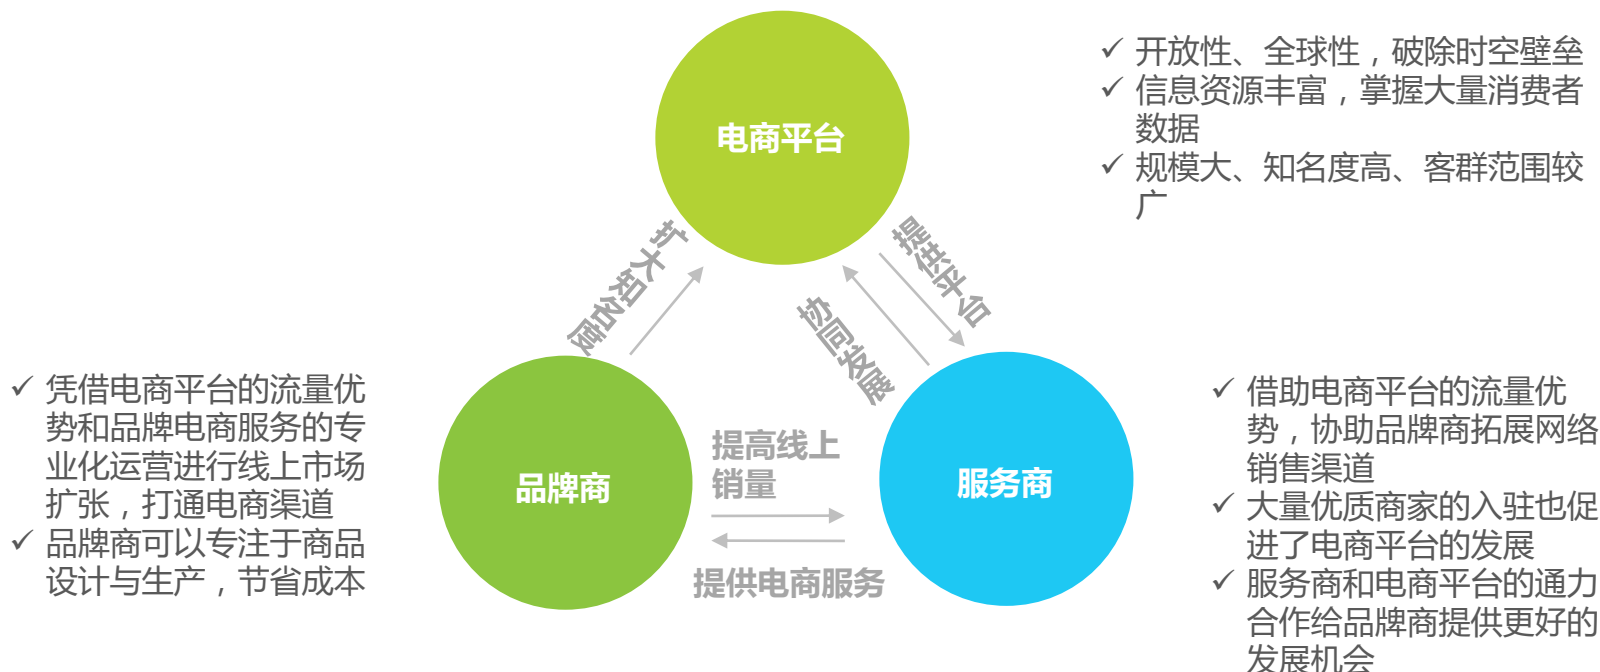 电商平台
✓ 开放性、全球性，破除时空壁垒
✓ 信息资源丰富，掌握大量消费者
数据
✓ 规模大、知名度高、客群范围较
广
扩大知名度
提供平台
协同发展
✓ 凭借电商平台的流量优
势和品牌电商服务的专
业化运营进行线上市场
扩张，打通电商渠道
✓ 品牌商可以专注于商品
设计与生产，节省成本
品牌商
提高线上
销量
提供电商服务
服务商
✓ 借助电商平台的流量优
势，协助品牌商拓展网络
销售渠道
✓ 大量优质商家的入驻也促
进了电商平台的发展
✓ 服务商和电商平台的通力
合作给品牌商提供更好的
发展机会